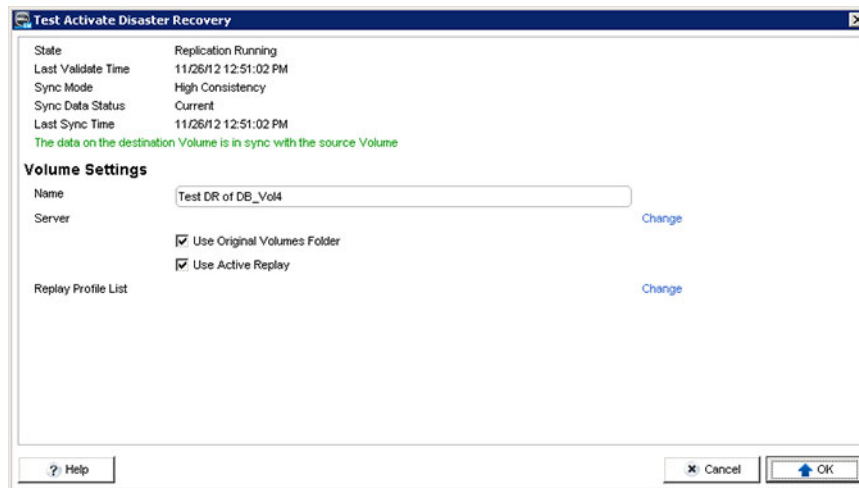 Test Activate Disaster Recovery
State Replication Running
Last Validate Time 11/26/12 12:51:02 PM
Sync Mode High Consistency
Sync Data Status Current
Last Sync Time 11/26/12 12:51:02 PM
The data on the destination Volume is in sync with the source Volume
Volume Settings
Name Test DR of DB_Vol4
Server Change
Use Original Volumes Folder
Use Active Replay
Replay Profile List Change
? Help Cancel OK